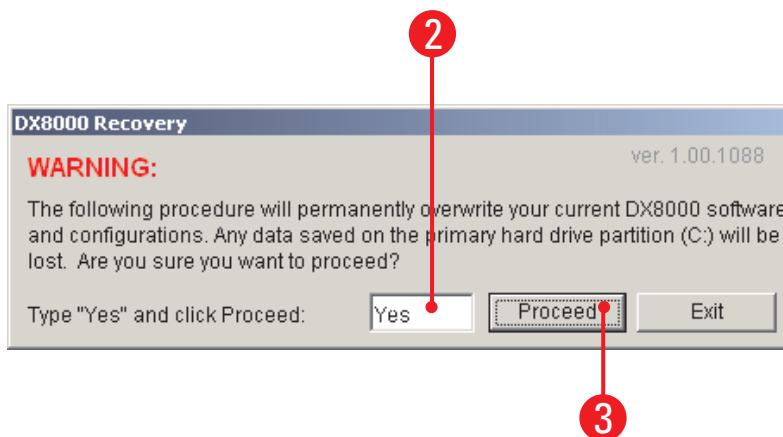 2
DX8000 Recovery
WARNING:
ver. 1.00.1088
The following procedure will permanently overwrite your current DX8000 software
and configurations. Any data saved on the primary hard drive partition (C:) will be
lost. Are you sure you want to proceed?
Type "Yes" and click Proceed: Yes Proceed Exit
3